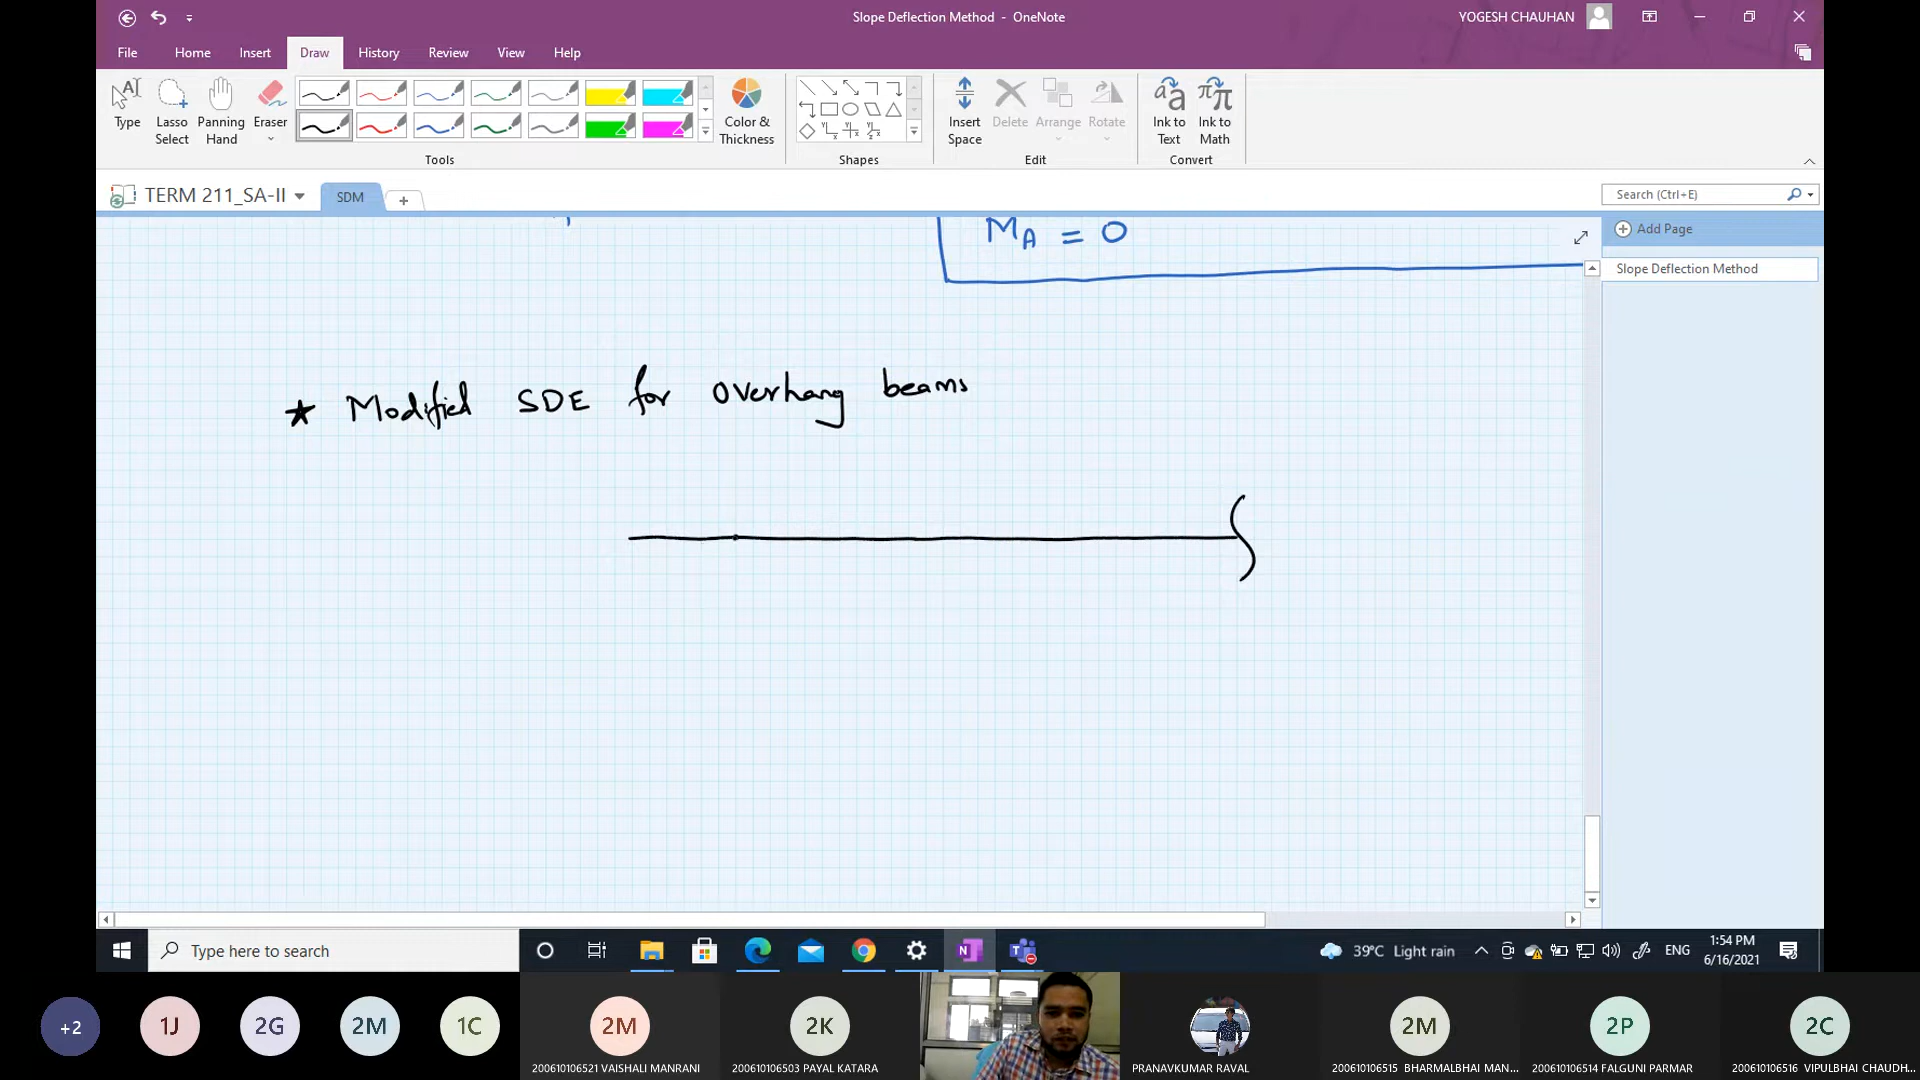 Slope Deflection Method - OneNote
YOGESH CHAUHAN
File Home Insert Draw History Review View Help
Type
Lasso Select
Panning Hand
Eraser
Color & Thickness
Insert Space
Delete
Arrange
Rotate
Ink to Text
Ink to Math
Tools
Shapes
Edit
Convert
TERM 211_SA-II
SDM
Search (Ctrl+E)
Add Page
Slope Deflection Method
MA = 0
★ Modified SDE for overhang beams
Type here to search
39°C Light rain
ENG
1:54 PM
6/16/2021
+2
1J
2G
2M
1C
2M
2K
2M
2P
2C
200610106521 VAISHALI MANRANI
200610106503 PAYAL KATARA
PRANAVKUMAR RAVAL
200610106515 BHARMALBHAI MAN...
200610106514 FALGUNI PARMAR
200610106516 VIPULBHAI CHAUDH...